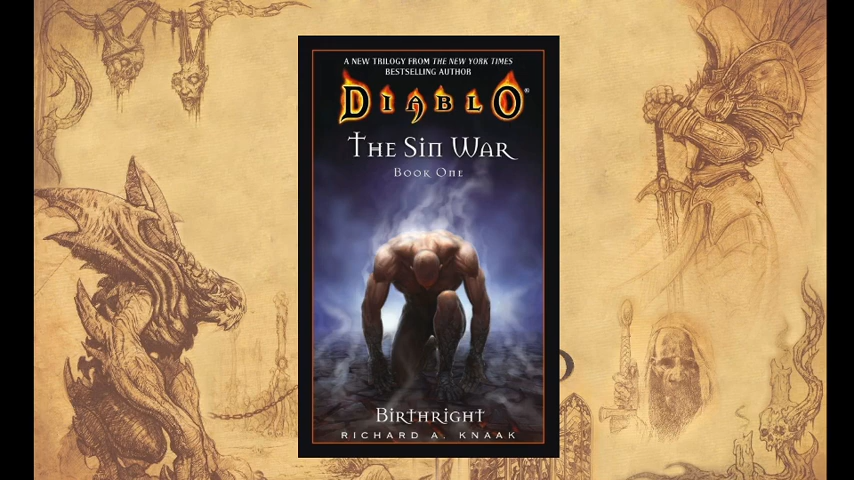 A NEW TRILOGY FROM THE NEW YORK TIMES
BESTSELLING AUTHOR
DIABLO®
THE SIN WAR
BOOK ONE
BIRTHRIGHT
RICHARD A. KNAAK